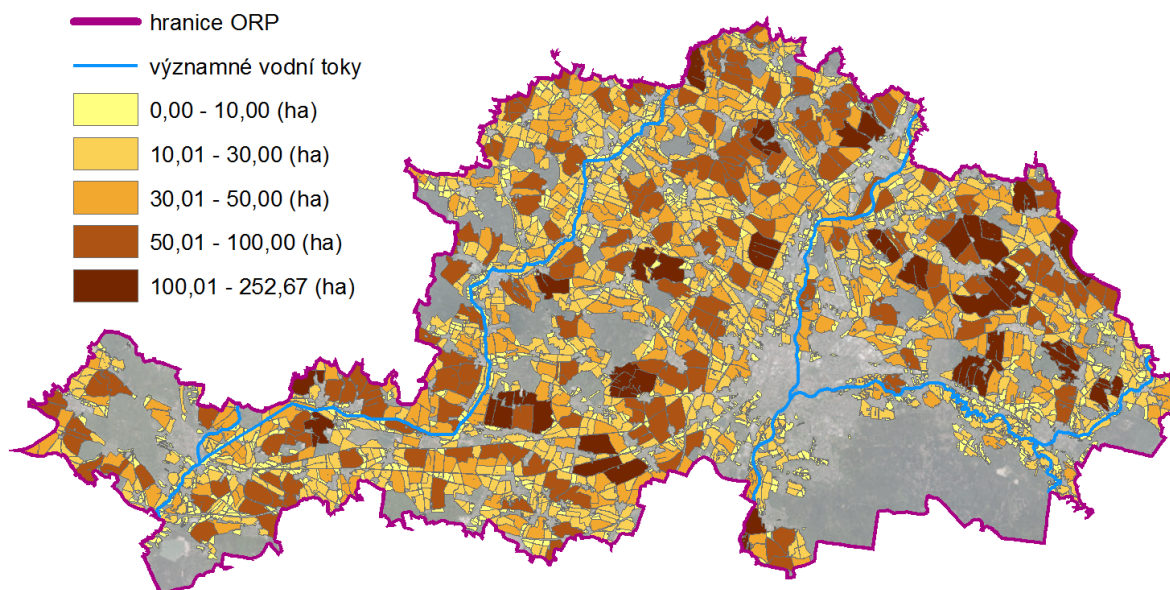 hranice ORP
významné vodní toky
0,00 - 10,00 (ha)
10,01 - 30,00 (ha)
30,01 - 50,00 (ha)
50,01 - 100,00 (ha)
100,01 - 252,67 (ha)